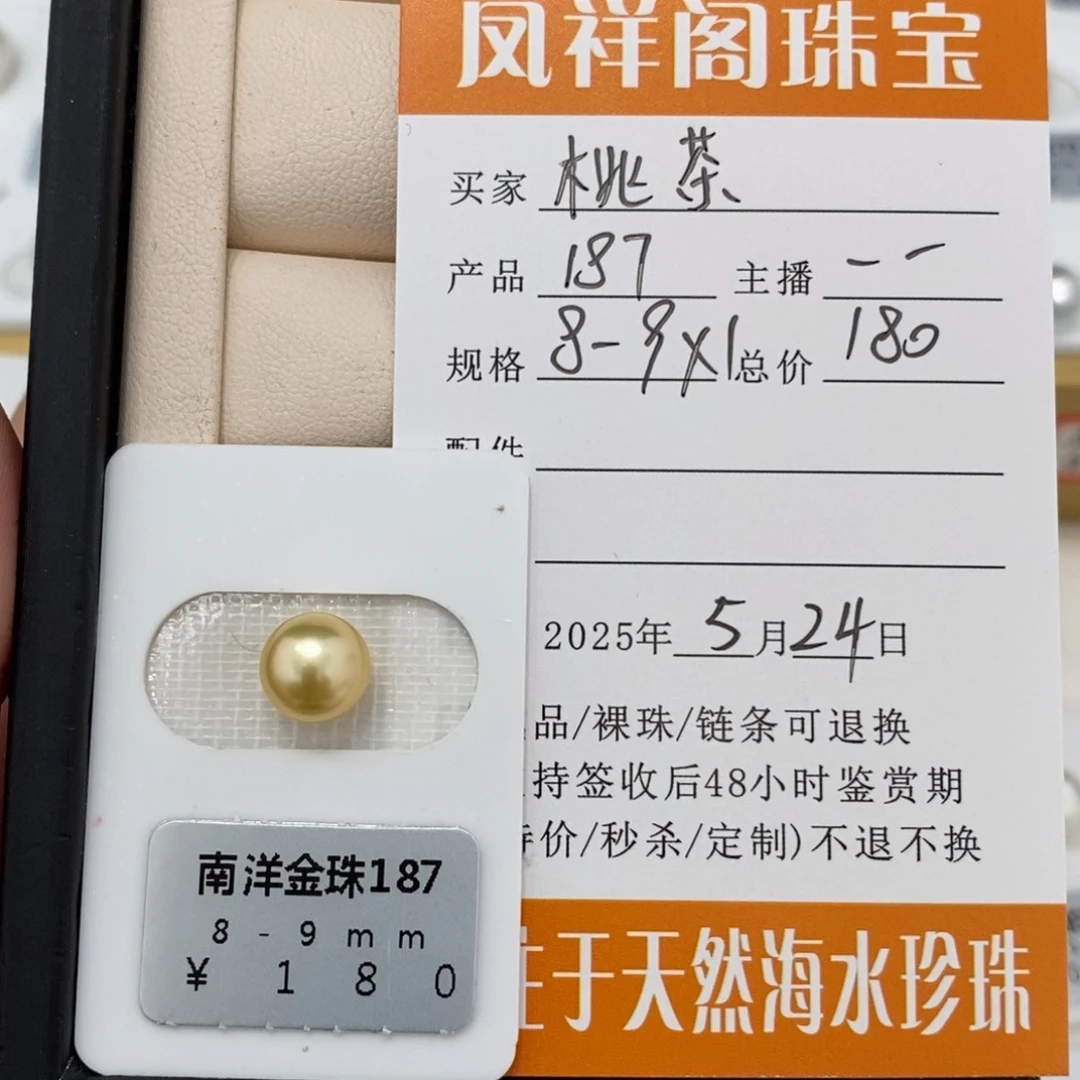 凤祥阁珠宝
买家 桃茶
产品 187 主播 一一
规格 8-9X1 总价 180
配件
2025年5月24日
品/裸珠/链条可退换
持签收后48小时鉴赏期
价/秒杀/定制)不退不换
于天然海水珍珠
南洋金珠187
8-9mm
¥ 180